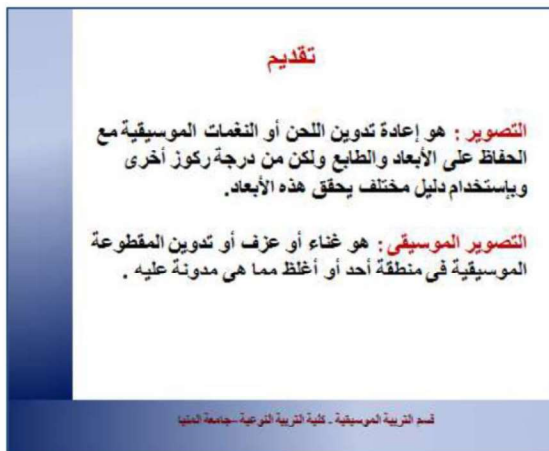 تقديم
التصوير : هو إعادة تدوين اللحن أو النغمات الموسيقية مع
الحفاظ على الأبعاد والطابع ولكن من درجة ركوز أخرى
وبإستخدام دليل مختلف يحقق هذه الأبعاد.
التصوير الموسيقى : هو غناء أو عزف أو تدوين المقطوعة
الموسيقية فى منطقة أحد أو أغلظ مما هى مدونة عليه .
قسم التربية الموسيقية - كلية التربية النوعية -جامعة المنيا